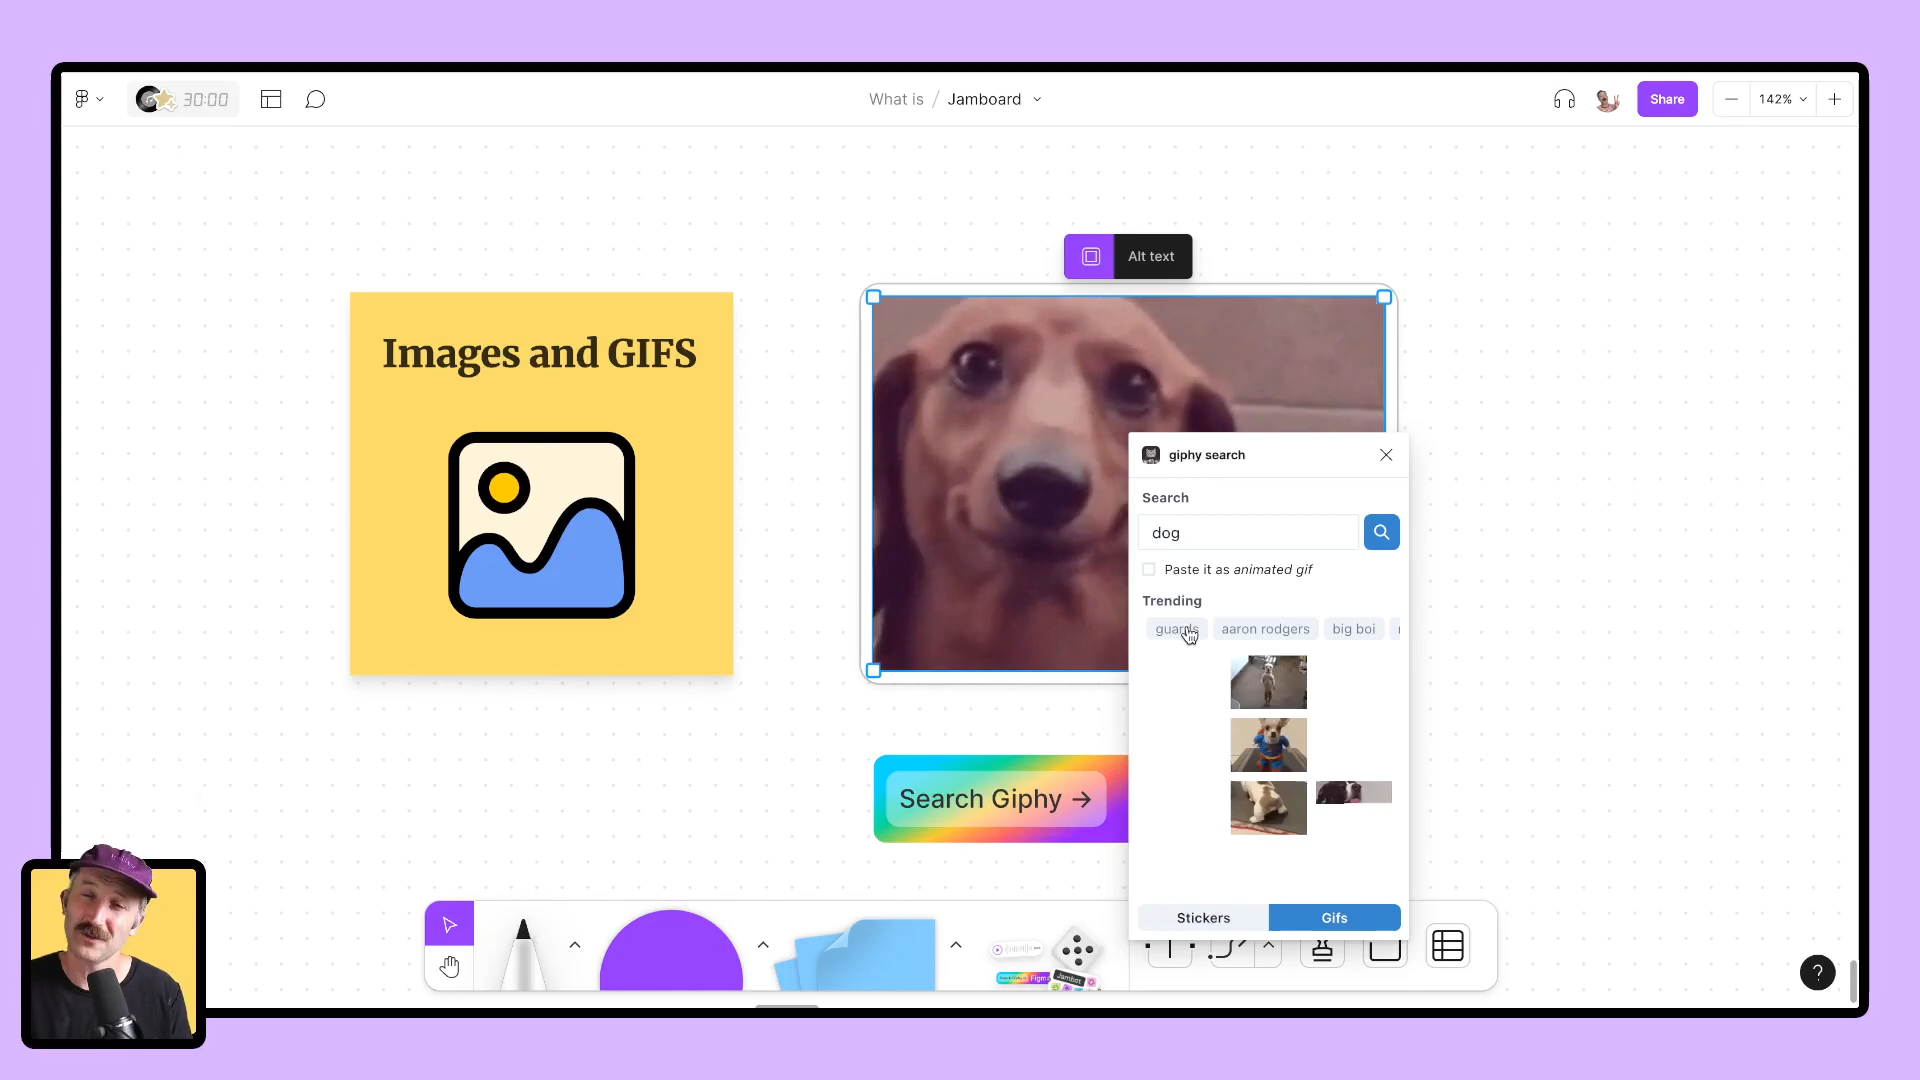 30:00
What is / Jamboard
Share
142%
Alt text
Images and GIFS
giphy search
Search
dog
Paste it as animated gif
Trending
guards
aaron rodgers
big boi
Search Giphy →
Stickers
Gifs
Jambot
?